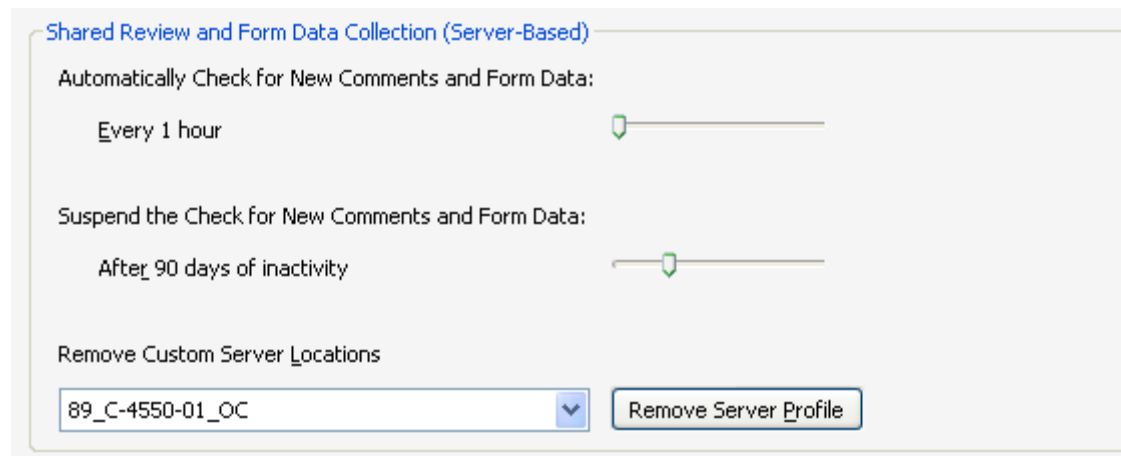 Shared Review and Form Data Collection (Server-Based)
Automatically Check for New Comments and Form Data:
Every 1 hour
Suspend the Check for New Comments and Form Data:
After 90 days of inactivity
Remove Custom Server Locations
89_C-4550-01_OC Remove Server Profile